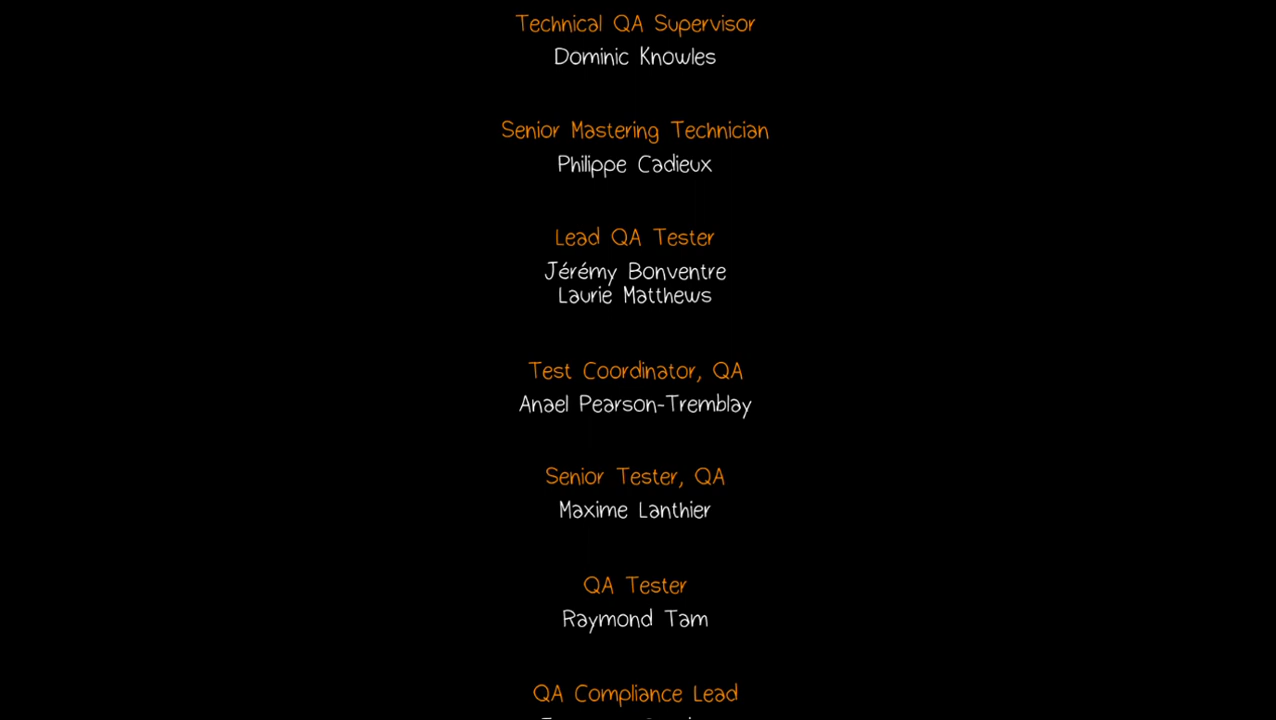 Technical QA Supervisor
Dominic Knowles
Senior Mastering Technician
Philippe Cadieux
Lead QA Tester
Jérémy Bonventre
Laurie Matthews
Test Coordinator, QA
Anael Pearson-Tremblay
Senior Tester, QA
Maxime Lanthier
QA Tester
Raymond Tam
QA Compliance Lead